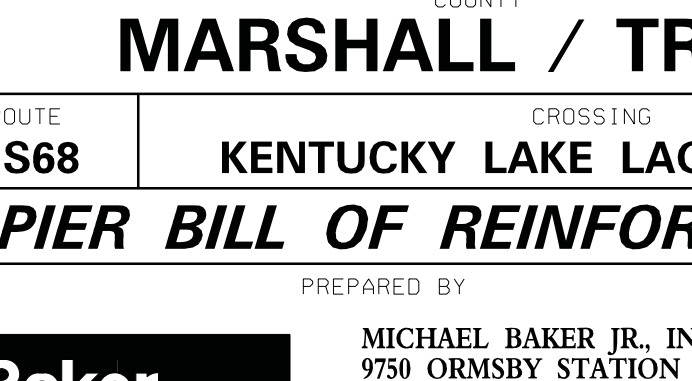 COUNTY
MARSHALL / TR
OUTE
CROSSING
S68
KENTUCKY LAKE LAC
PIER BILL OF REINFOR
PREPARED BY
MICHAEL BAKER JR., IN
Baker
9750 ORMSBY STATION